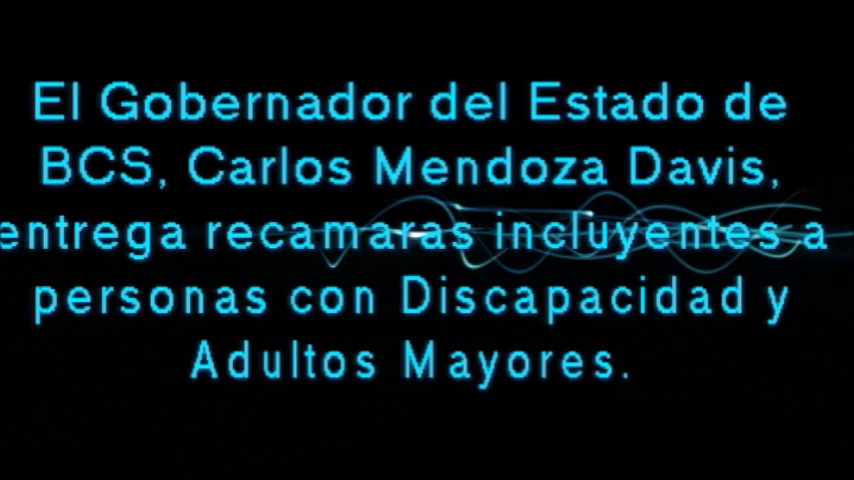 El Gobernador del Estado de
BCS, Carlos Mendoza Davis,
entrega recamaras incluyentes a
personas con Discapacidad y
Adultos Mayores.